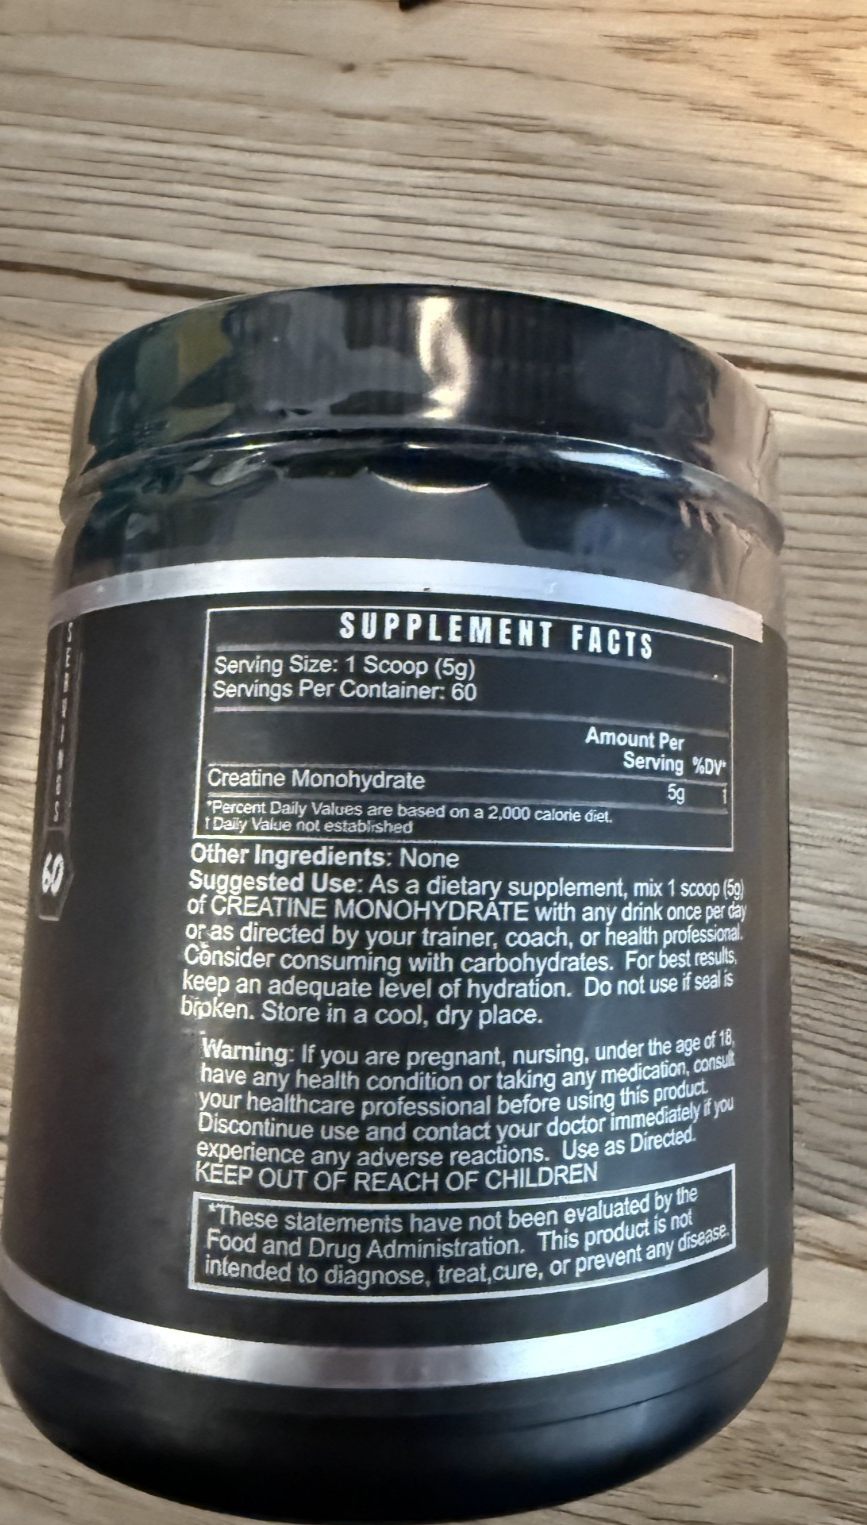 SUPPLEMENT FACTS
Serving Size: 1 Scoop (5g)
Servings Per Container: 60
Amount Per
Serving %DV*
Creatine Monohydrate 5g †
*Percent Daily Values are based on a 2,000 calorie diet.
† Daily Value not established
Other Ingredients: None
Suggested Use: As a dietary supplement, mix 1 scoop (5g)
of CREATINE MONOHYDRATE with any drink once per day
or as directed by your trainer, coach, or health professional.
Consider consuming with carbohydrates. For best results,
keep an adequate level of hydration. Do not use if seal is
broken. Store in a cool, dry place.
Warning: If you are pregnant, nursing, under the age of 18,
have any health condition or taking any medication, consult
your healthcare professional before using this product.
Discontinue use and contact your doctor immediately if you
experience any adverse reactions. Use as Directed.
KEEP OUT OF REACH OF CHILDREN
*These statements have not been evaluated by the
Food and Drug Administration. This product is not
intended to diagnose, treat,cure, or prevent any disease.
60